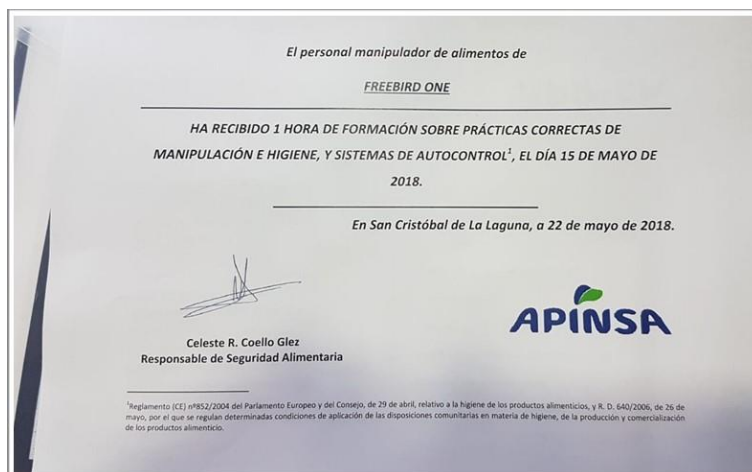 El personal manipulador de alimentos de
FREEBIRD ONE
HA RECIBIDO 1 HORA DE FORMACIÓN SOBRE PRÁCTICAS CORRECTAS DE
MANIPULACIÓN E HIGIENE, Y SISTEMAS DE AUTOCONTROL¹, EL DÍA 15 DE MAYO DE
2018.
En San Cristóbal de La Laguna, a 22 de mayo de 2018.
Celeste R. Coello Glez
Responsable de Seguridad Alimentaria
APINSA
¹Reglamento (CE) nº852/2004 del Parlamento Europeo y del Consejo, de 29 de abril, relativo a la higiene de los productos alimenticios, y R. D. 640/2006, de 26 de
mayo, por el que se regulan determinadas condiciones de aplicación de las disposiciones comunitarias en materia de higiene, de la producción y comercialización
de los productos alimenticio.